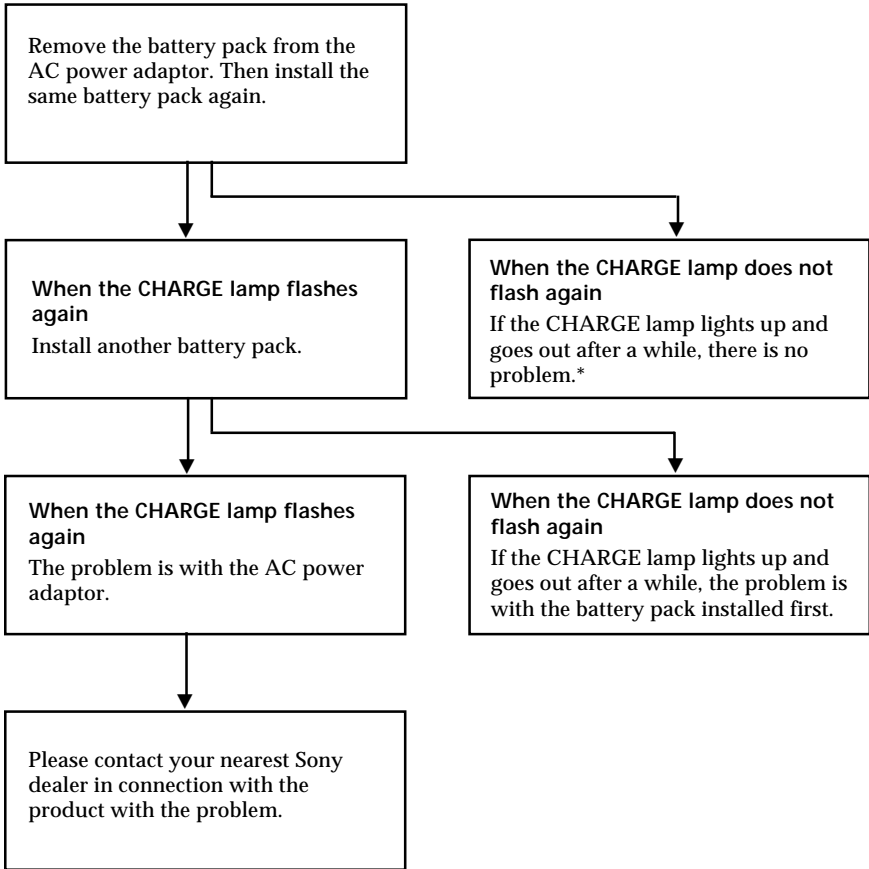 Remove the battery pack from the
AC power adaptor. Then install the
same battery pack again.
When the CHARGE lamp flashes
again
Install another battery pack.
When the CHARGE lamp does not
flash again
If the CHARGE lamp lights up and
goes out after a while, there is no
problem.*
When the CHARGE lamp flashes
again
The problem is with the AC power
adaptor.
When the CHARGE lamp does not
flash again
If the CHARGE lamp lights up and
goes out after a while, the problem is
with the battery pack installed first.
Please contact your nearest Sony
dealer in connection with the
product with the problem.